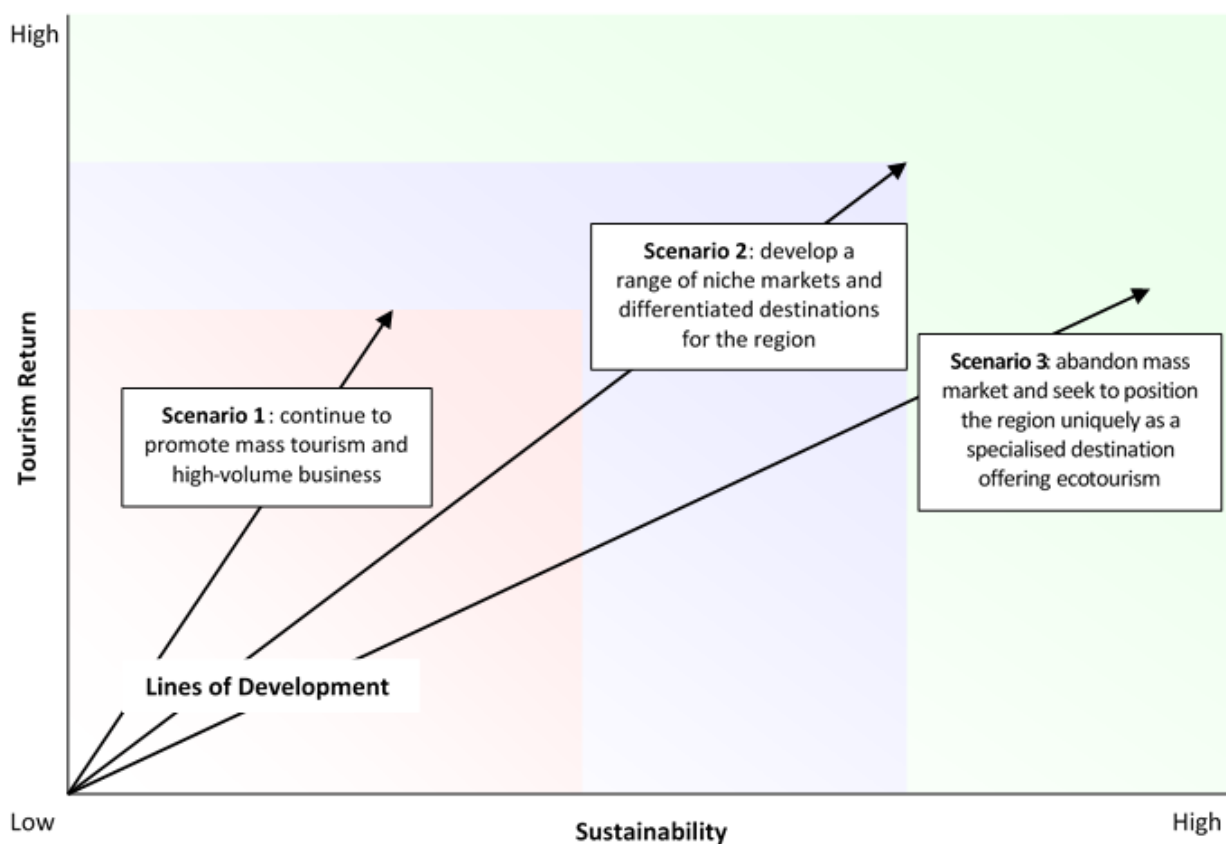 High
Tourism Return
Scenario 1: continue to
promote mass tourism and
high-volume business
Scenario 2: develop a
range of niche markets and
differentiated destinations
for the region
Scenario 3: abandon mass
market and seek to position
the region uniquely as a
specialised destination
offering ecotourism
Lines of Development
Low
Sustainability
High